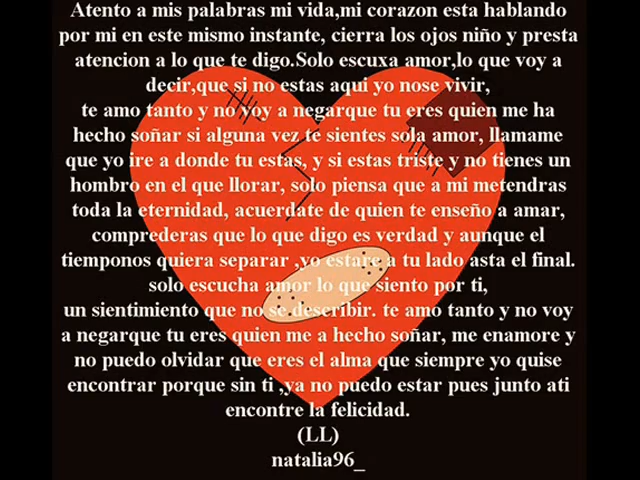 Atento a mis palabras mi vida,mi corazon esta hablando
por mi en este mismo instante, cierra los ojos niño y presta
atencion a lo que te digo.Solo escuxa amor,lo que voy a
decir,que si no estas aqui yo nose vivir,
te amo tanto y no voy a negarque tu eres quien me ha
hecho soñar si alguna vez te sientes sola amor, llamame
que yo ire a donde tu estas, y si estas triste y no tienes un
hombro en el que llorar, solo piensa que a mi metendras
toda la eternidad, acuerdate de quien te enseño a amar,
comprederas que lo que digo es verdad y aunque el
tiemponos quiera separar ,yo estare a tu lado asta el final.
solo escucha amor lo que siento por ti,
un sientimiento que no se describir. te amo tanto y no voy
a negarque tu eres quien me a hecho soñar, me enamore y
no puedo olvidar que eres el alma que siempre yo quise
encontrar porque sin ti ,ya no puedo estar pues junto ati
encontre la felicidad.
(LL)
natalia96_